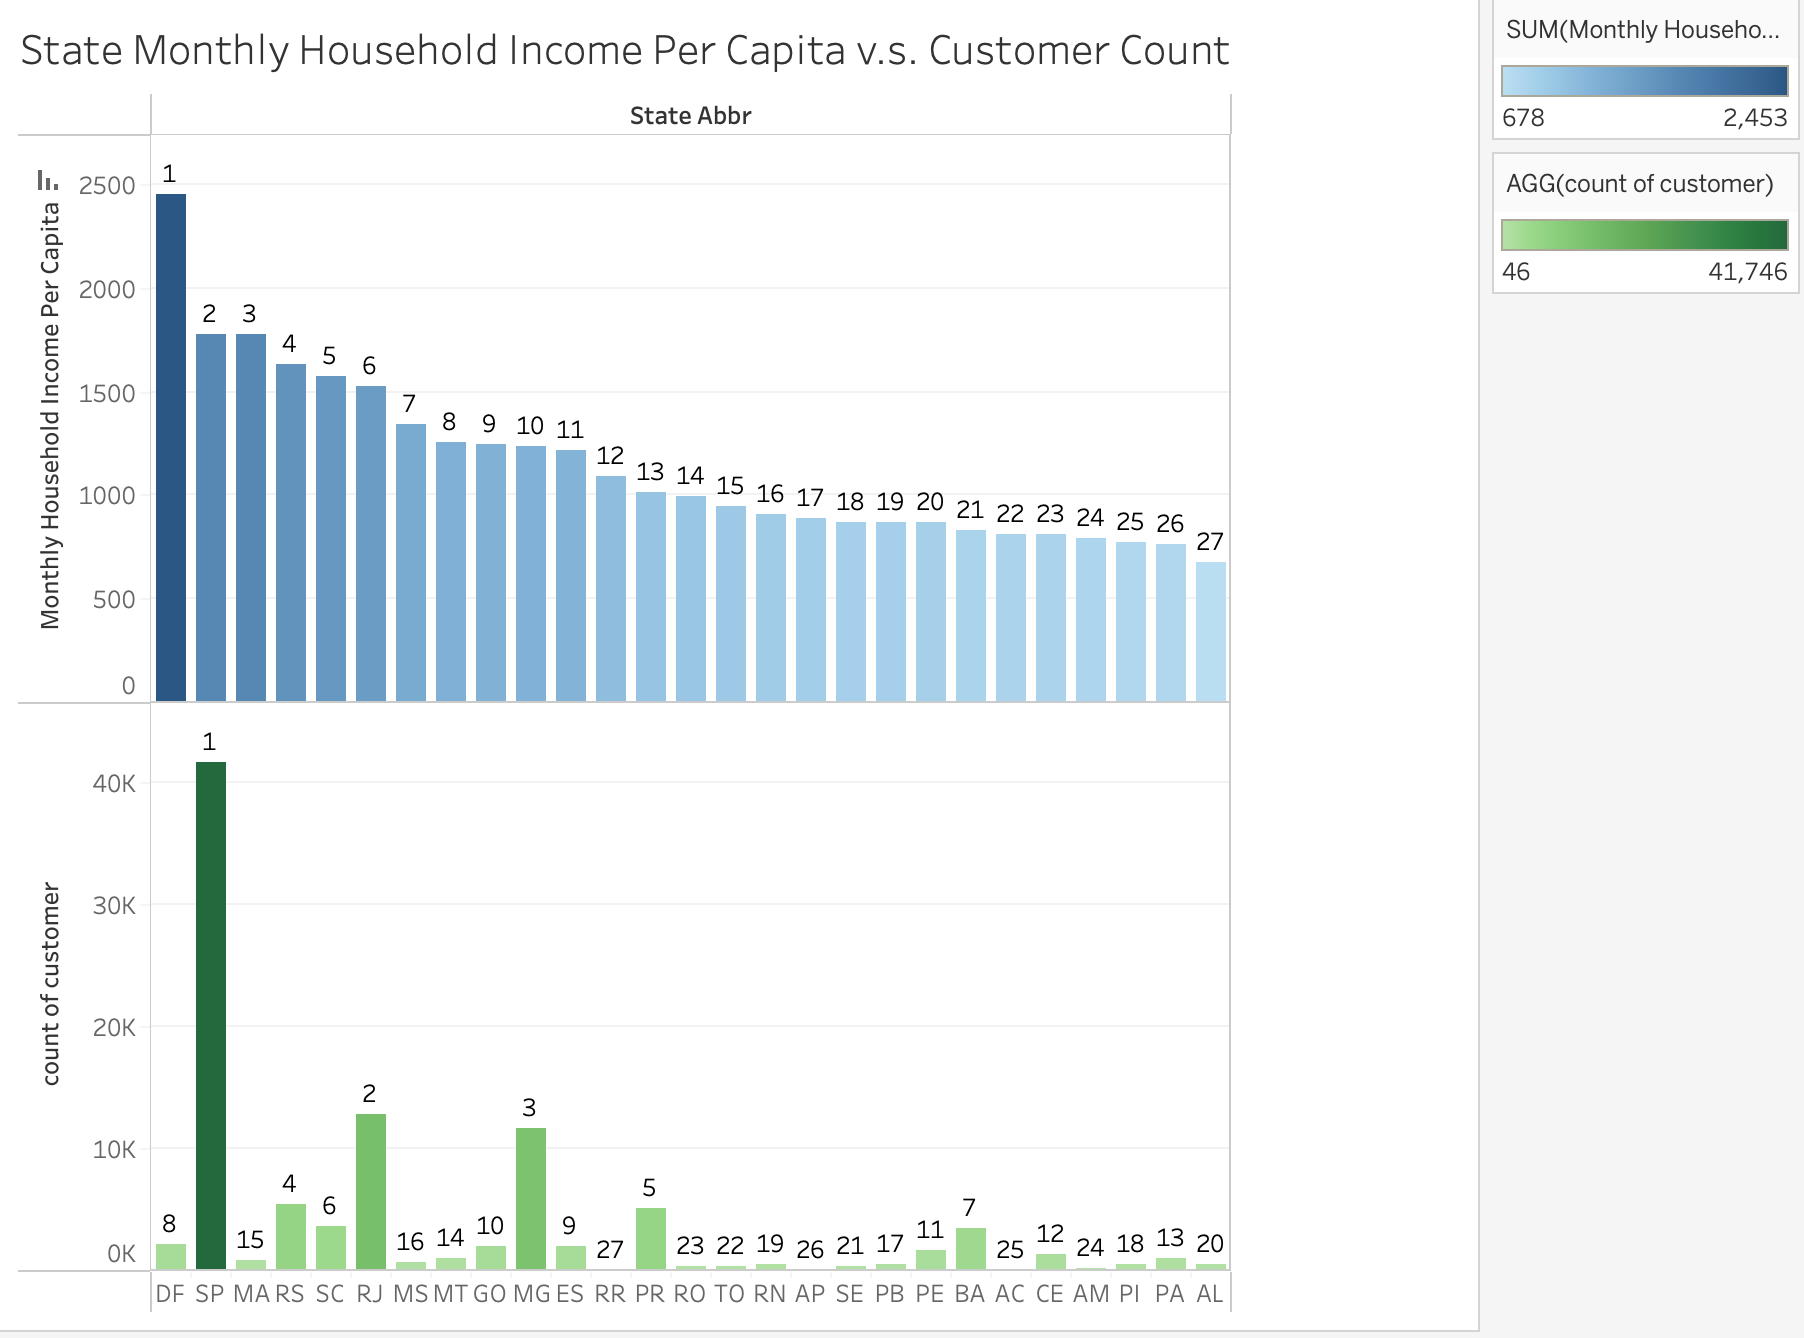 State Monthly Household Income Per Capita v.s. Customer Count
State Abbr
Monthly Household Income Per Capita
2500
2000
1500
1000
500
0
1 2 3 4 5 6 7 8 9 10 11 12 13 14 15 16 17 18 19 20 21 22 23 24 25 26 27
count of customer
40K
30K
20K
10K
0K
8 1 15 4 6 2 16 14 10 3 9 27 5 23 22 19 26 21 17 11 7 25 12 24 18 13 20
DF SP MA RS SC RJ MS MT GO MG ES RR PR RO TO RN AP SE PB PE BA AC CE AM PI PA AL
SUM(Monthly Househo...
678 2,453
AGG(count of customer)
46 41,746